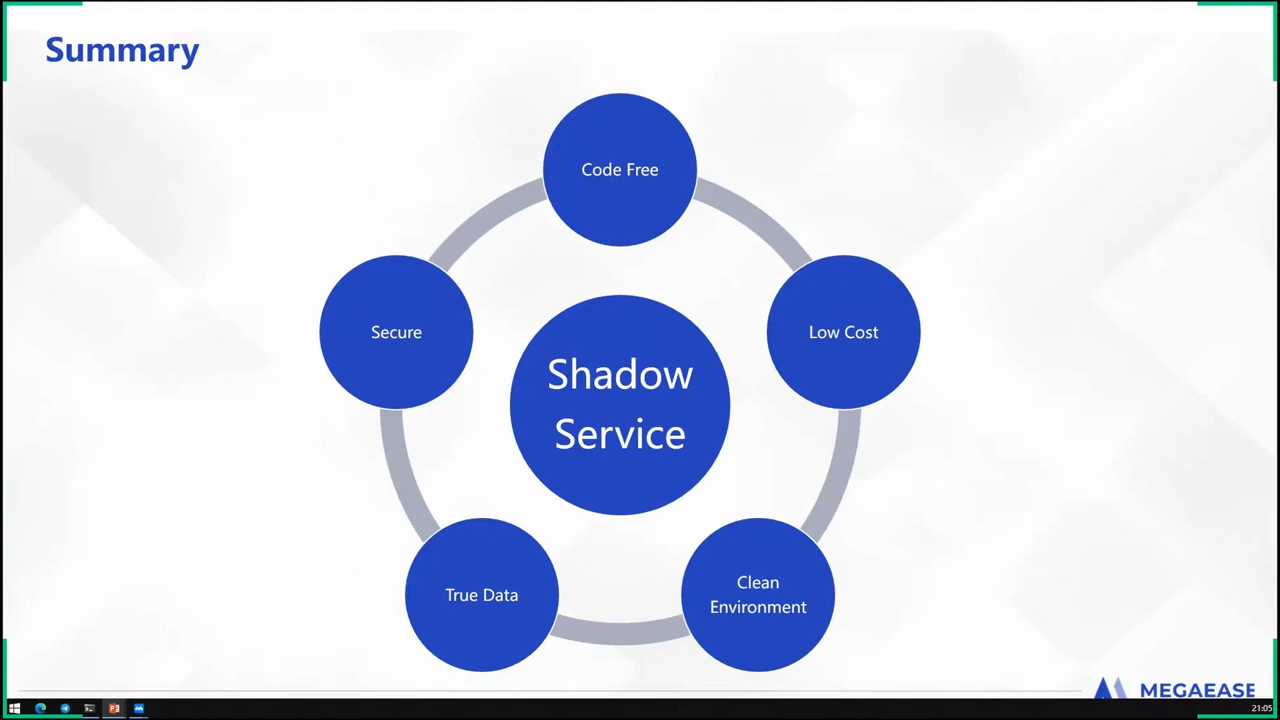 Summary
Code Free
Secure
Low Cost
Shadow
Service
True Data
Clean
Environment
MEGAEASE
21:05